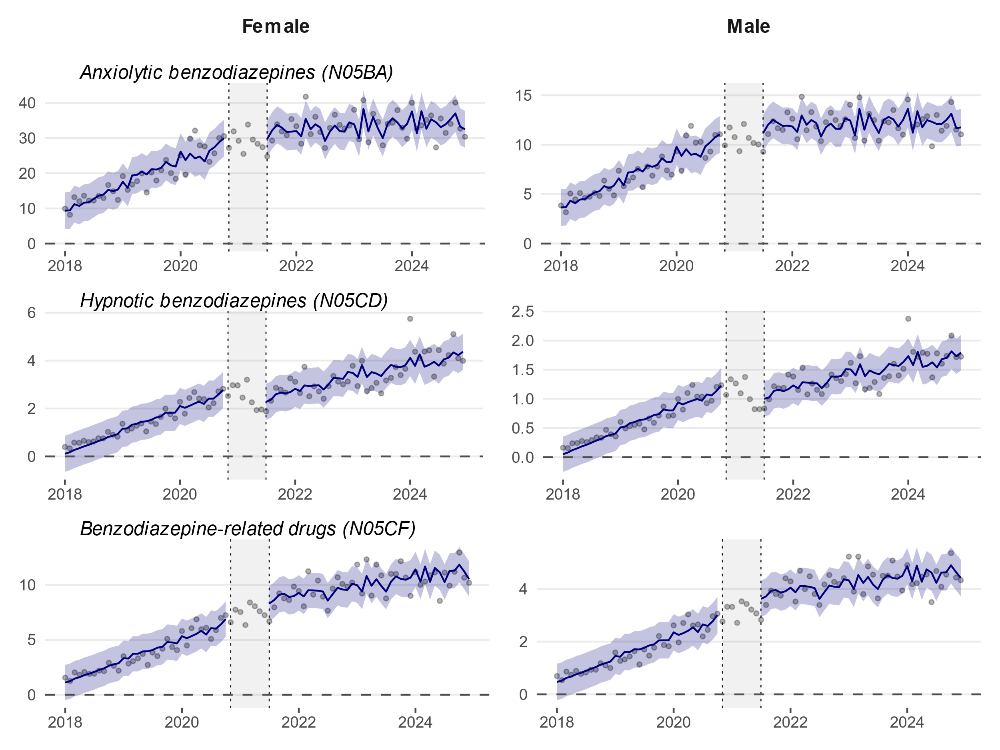 Female Male
Anxiolytic benzodiazepines (N05BA)
40
30
20
10
0
2018 2020 2022 2024
15
10
5
0
2018 2020 2022 2024
Hypnotic benzodiazepines (N05CD)
6
4
2
0
2018 2020 2022 2024
2.5
2.0
1.5
1.0
0.5
0.0
2018 2020 2022 2024
Benzodiazepine-related drugs (N05CF)
10
5
0
2018 2020 2022 2024
4
2
0
2018 2020 2022 2024